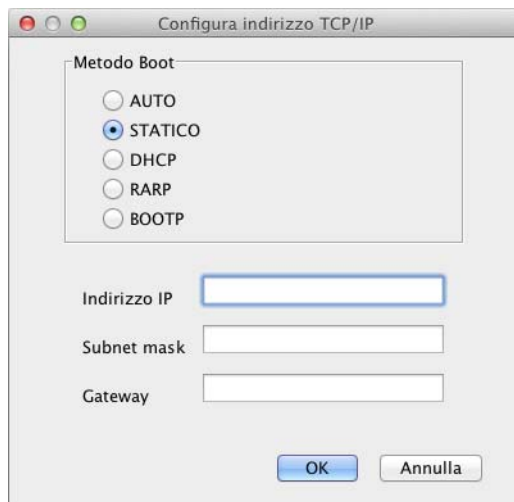 Configura indirizzo TCP/IP
Metodo Boot
AUTO
STATICO
DHCP
RARP
BOOTP
Indirizzo IP
Subnet mask
Gateway
OK Annulla